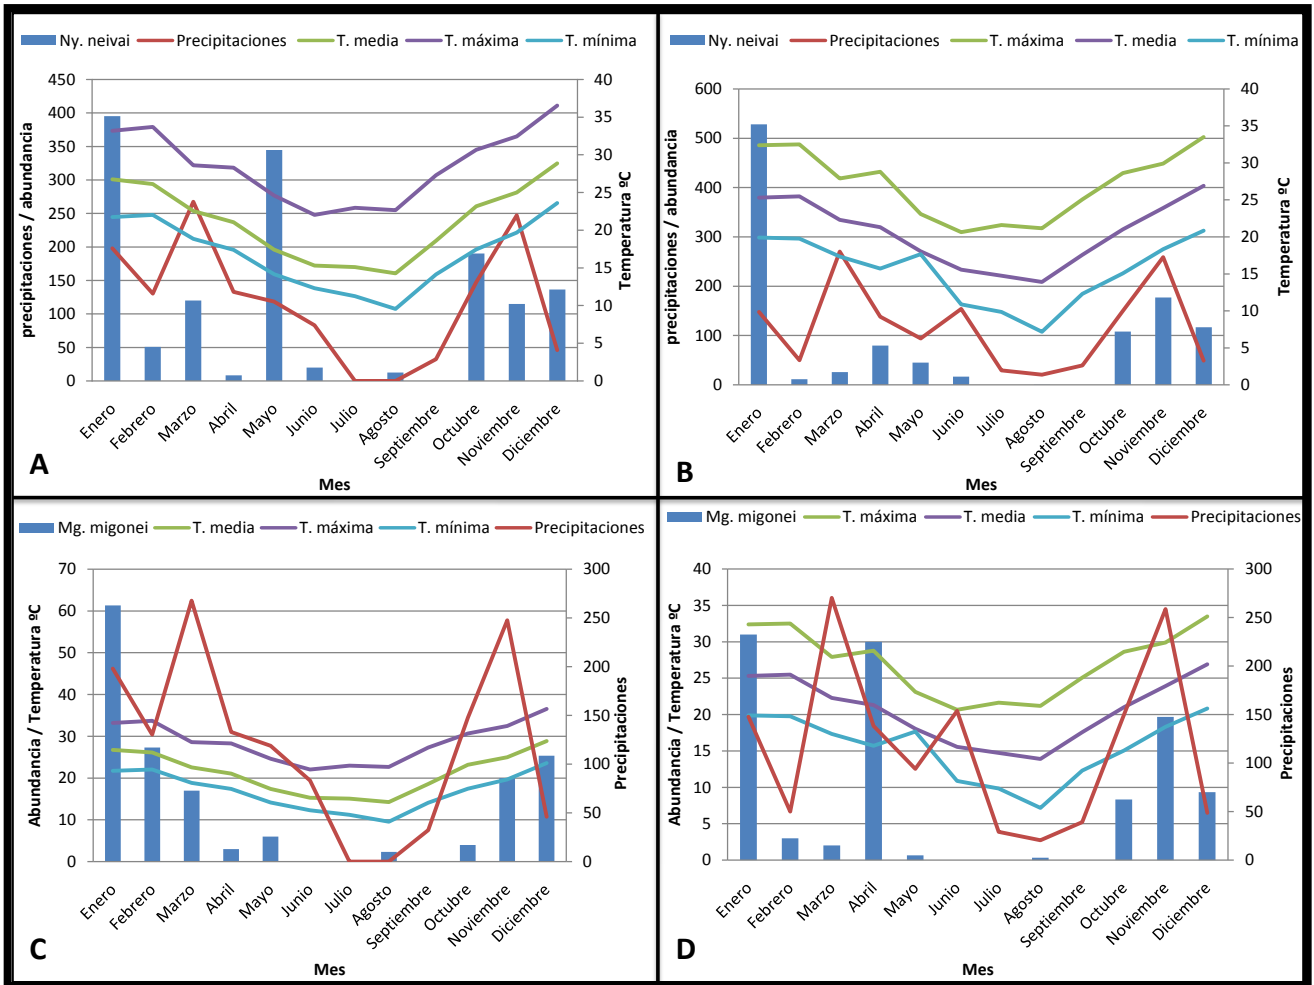 Ny. neivai Precipitaciones T. media T. máxima T. mínima
450 400 350 300 250 200 150 100 50 0
precipitaciones / abundancia
40 35 30 25 20 15 10 5 0
Temperatura ºC
Enero Febrero Marzo Abril Mayo Junio Julio Agosto Septiembre Octubre Noviembre Diciembre
Mes
A
Ny. neivai Precipitaciones T. máxima T. media T. mínima
600 500 400 300 200 100 0
precipitaciones / abundancia
40 35 30 25 20 15 10 5 0
Temperatura ºC
Enero Febrero Marzo Abril Mayo Junio Julio Agosto Septiembre Octubre Noviembre Diciembre
Mes
B
Mg. migonei T. media T. máxima T. mínima Precipitaciones
70 60 50 40 30 20 10 0
Abundancia / Temperatura ºC
300 250 200 150 100 50 0
Precipitaciones
Enero Febrero Marzo Abril Mayo Junio Julio Agosto Septiembre Octubre Noviembre Diciembre
Mes
C
Mg. migonei T. máxima T. media T. mínima Precipitaciones
40 35 30 25 20 15 10 5 0
Abundancia / Temperatura ºC
300 250 200 150 100 50 0
Precipitaciones
Enero Febrero Marzo Abril Mayo Junio Julio Agosto Septiembre Octubre Noviembre Diciembre
Mes
D